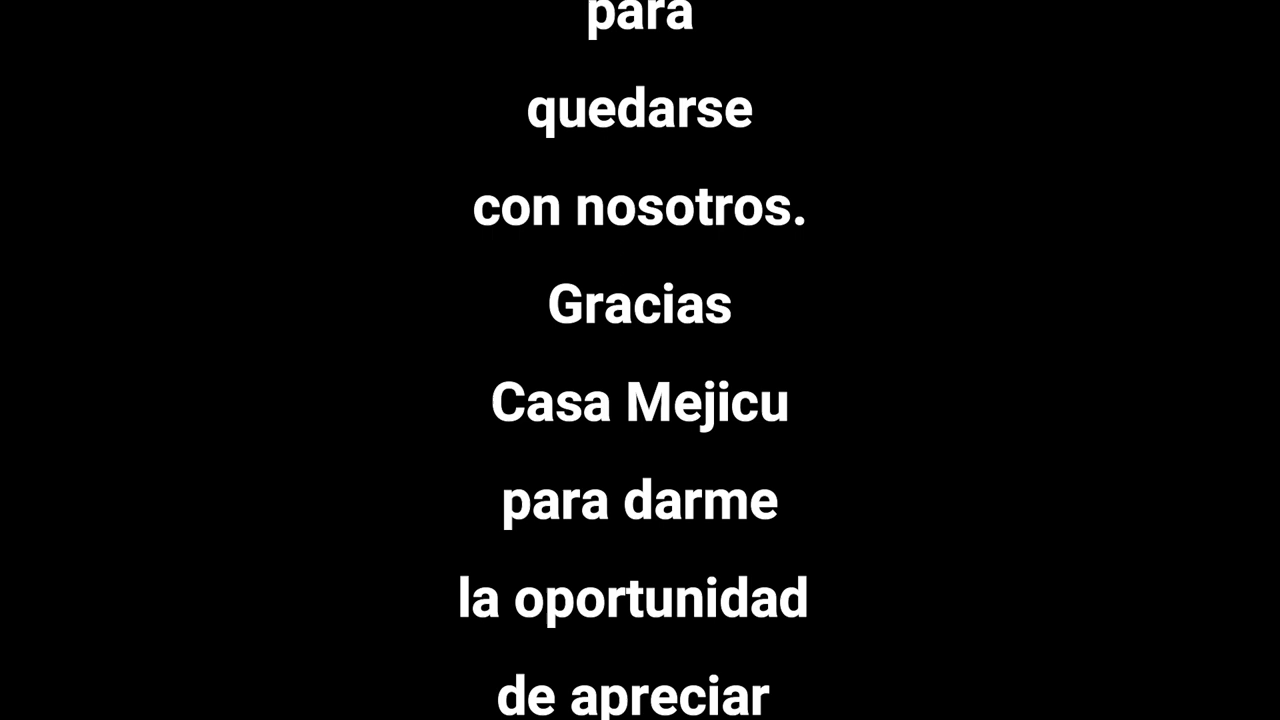 para
quedarse
con nosotros.
Gracias
Casa Mejicu
para darme
la oportunidad
de apreciar